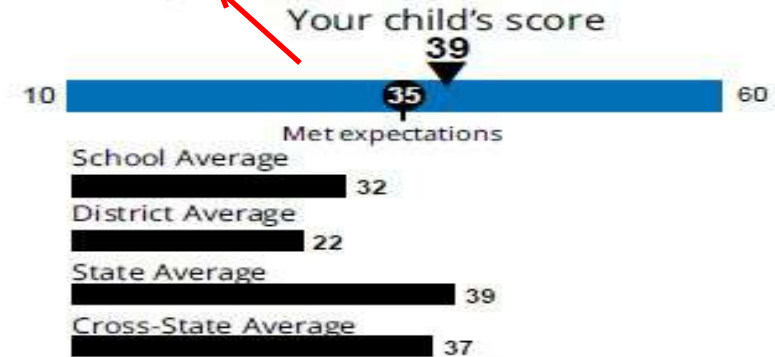 Your child's score
39
10 35 60
Met expectations
School Average
32
District Average
22
State Average
39
Cross-State Average
37